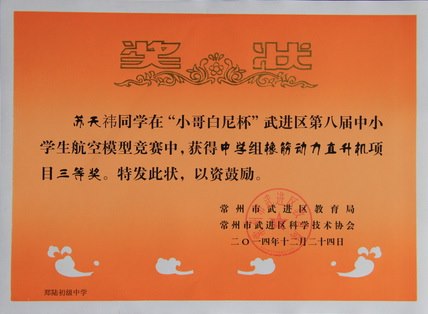 奖状
苏天祎同学在“小哥白尼杯”武进区第八届中小
学生航空模型竞赛中,获得中学组橡筋动力直升机项
目三等奖。特发此状,以资鼓励。
常州市武进区教育局
常州市武进区科学技术协会
二〇一四年十二月二十四日
郑陆初级中学